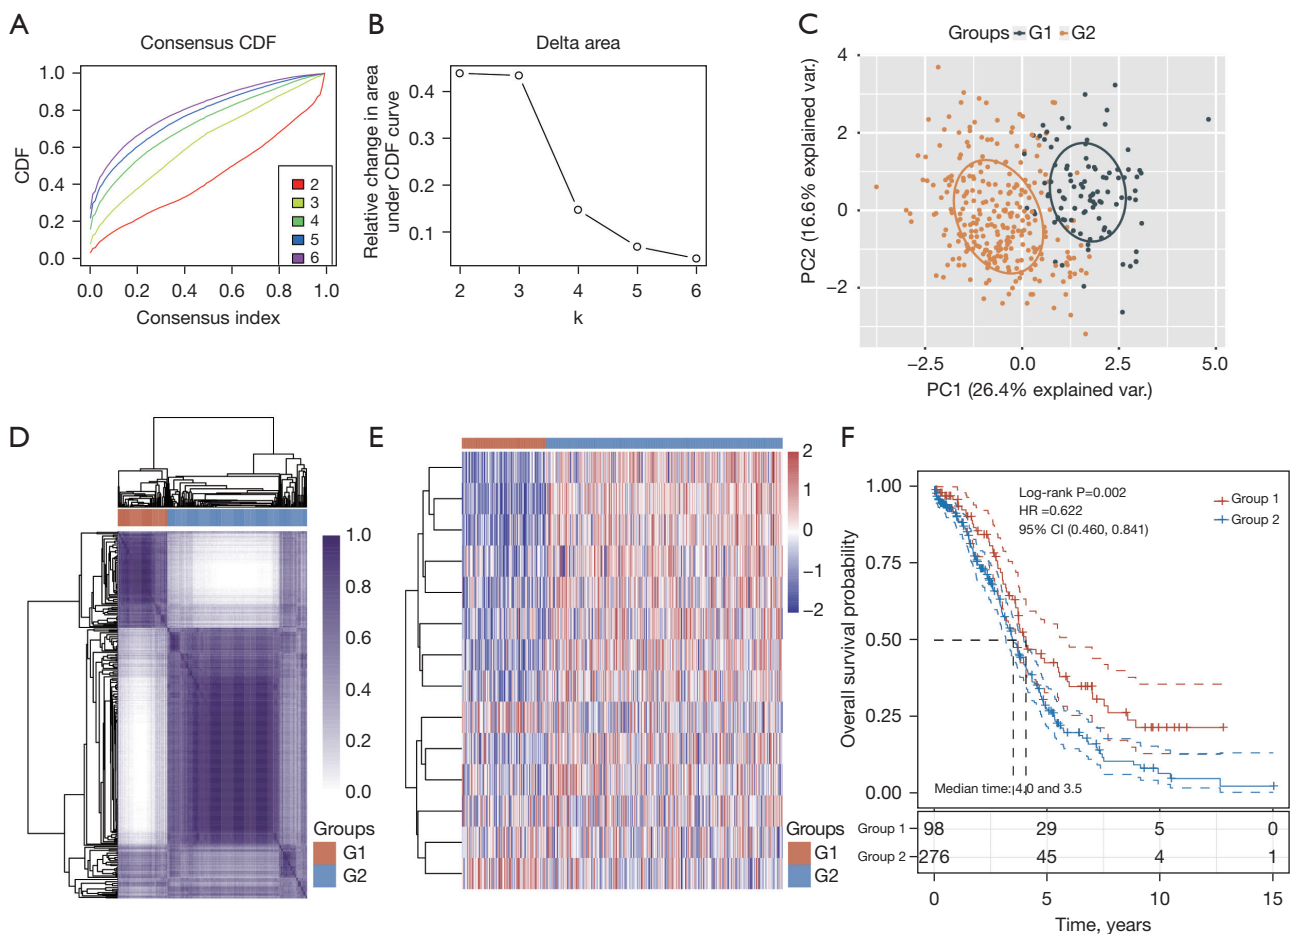 A
Consensus CDF
CDF
1.0
0.8
0.6
0.4
0.2
0.0
2
3
4
5
6
0.0 0.2 0.4 0.6 0.8 1.0
Consensus index
B
Delta area
Relative change in area
under CDF curve
0.4
0.3
0.2
0.1
2 3 4 5 6
k
C
Groups G1 G2
PC2 (16.6% explained var.)
4
2
0
−2
−2.5 0.0 2.5 5.0
PC1 (26.4% explained var.)
D
1.0
0.8
0.6
0.4
0.2
0.0
Groups
G1
G2
E
2
1
0
−1
−2
Groups
G1
G2
F
Overall survival probability
1.00
0.75
0.50
0.25
0.00
Log-rank P=0.002
HR =0.622
95% CI (0.460, 0.841)
Group 1
Group 2
Median time: 4.0 and 3.5
Group 1 98 29 5 0
Group 2 276 45 4 1
0 5 10 15
Time, years